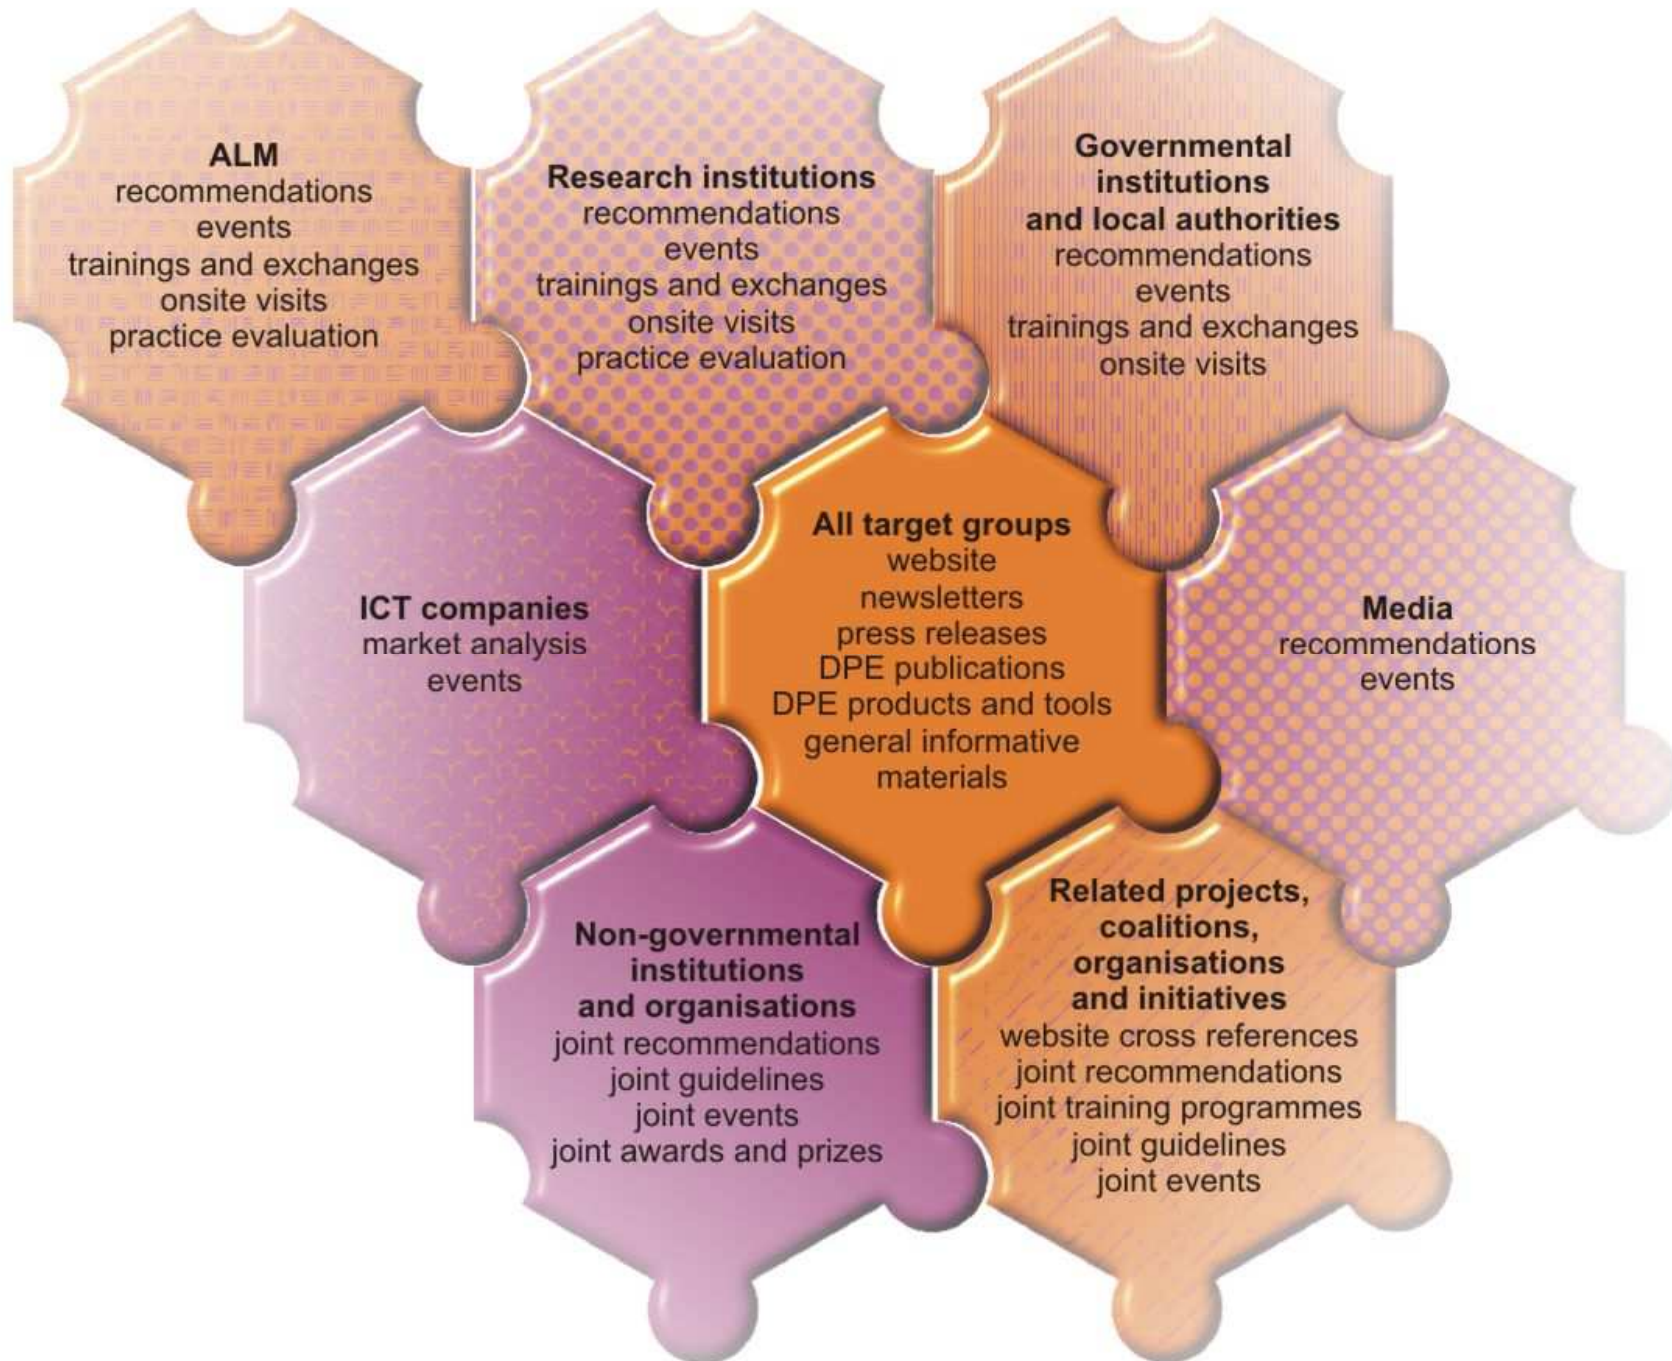 ALM
recommendations
events
trainings and exchanges
onsite visits
practice evaluation
Research institutions
recommendations
events
trainings and exchanges
onsite visits
practice evaluation
Governmental
institutions
and local authorities
recommendations
events
trainings and exchanges
onsite visits
ICT companies
market analysis
events
All target groups
website
newsletters
press releases
DPE publications
DPE products and tools
general informative
materials
Media
recommendations
events
Non-governmental
institutions
and organisations
joint recommendations
joint guidelines
joint events
joint awards and prizes
Related projects,
coalitions,
organisations
and initiatives
website cross references
joint recommendations
joint training programmes
joint guidelines
joint events